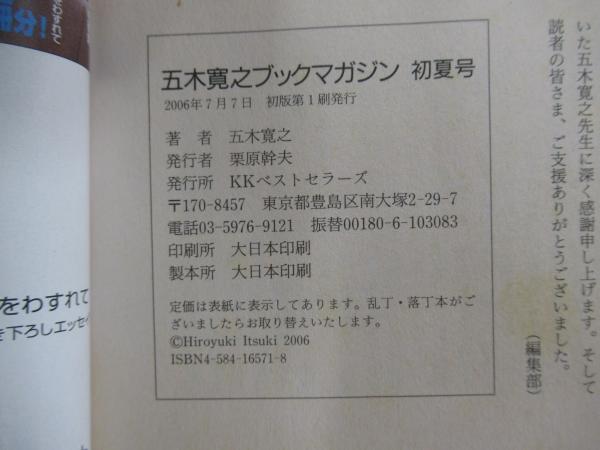 五木寛之ブックマガジン 初夏号
2006年7月7日 初版第1刷発行
著 者 五木寛之
発行者 栗原幹夫
発行所 KKベストセラーズ
〒170-8457 東京都豊島区南大塚2-29-7
電話03-5976-9121 振替00180-6-103083
印刷所 大日本印刷
製本所 大日本印刷
定価は表紙に表示してあります。乱丁・落丁本がご
ざいましたらお取り替えいたします。
©Hiroyuki Itsuki 2006
ISBN4-584-16571-8
いた五木寛之先生に深く感謝申し上げます。そして
読者の皆さま、ご支援ありがとうございました。
（編集部）
をわすれて
冊分！
をわすれて
き下ろしエッセイ